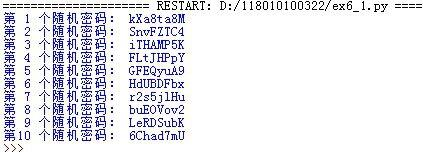 ==================== RESTART: D:/118010100322/ex6_1.py ====
第 1 个随机密码: kXa8ta8M
第 2 个随机密码: SnvFZTC4
第 3 个随机密码: iTHAMP5K
第 4 个随机密码: FLtJHPpY
第 5 个随机密码: GFEQyuA9
第 6 个随机密码: HdUBDFbx
第 7 个随机密码: r2s5jlHu
第 8 个随机密码: buEOVov2
第 9 个随机密码: LeRDSubK
第10 个随机密码: 6Chad7mU
>>>